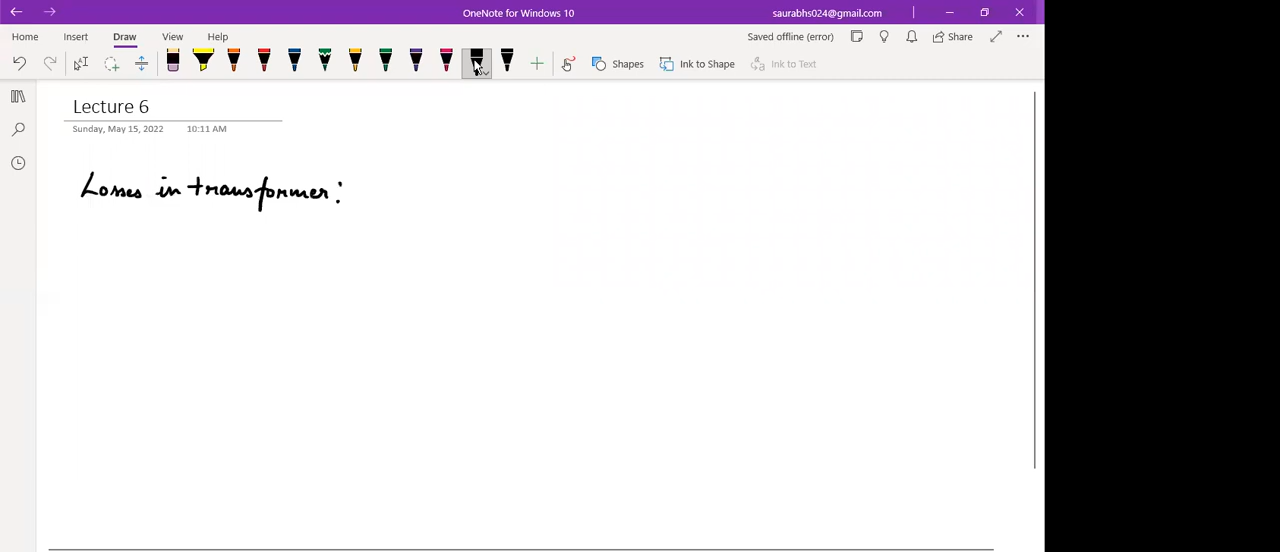 OneNote for Windows 10
saurabhs024@gmail.com
Home Insert Draw View Help
Saved offline (error)
Share
Shapes
Ink to Shape
Ink to Text
Lecture 6
Sunday, May 15, 2022 10:11 AM
Losses in transformer: